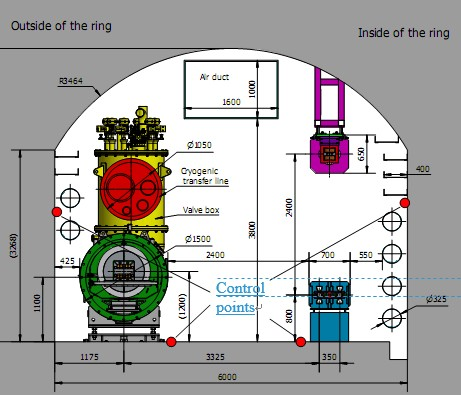 Outside of the ring
Inside of the ring
R3464
Air duct
1600
1000
Ø1050
Cryogenic
transfer line
Valve box
Ø1500
650
400
2400
3800
(3268)
425
2400
700
550
1100
(1200)
Control
points
800
Ø325
1175
3325
350
6000